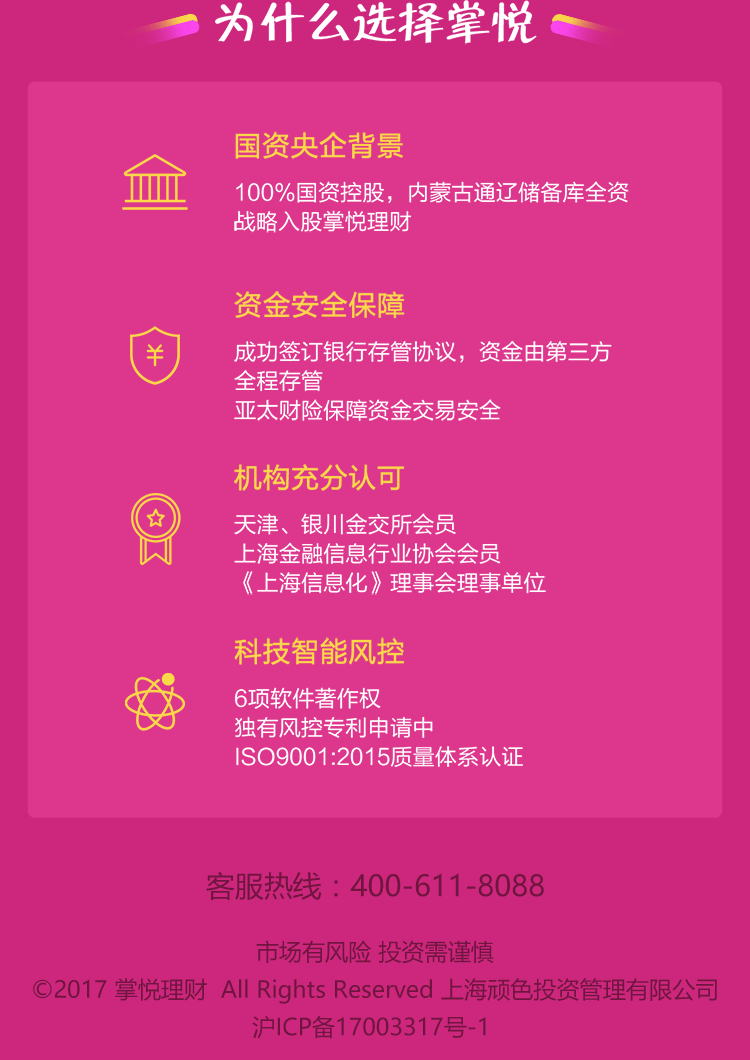 为什么选择掌悦
国资央企背景
100%国资控股，内蒙古通辽储备库全资
战略入股掌悦理财
资金安全保障
成功签订银行存管协议，资金由第三方
全程存管
亚太财险保障资金交易安全
机构充分认可
天津、银川金交所会员
上海金融信息行业协会会员
《上海信息化》理事会理事单位
科技智能风控
6项软件著作权
独有风控专利申请中
ISO9001:2015质量体系认证
客服热线：400-611-8088
市场有风险 投资需谨慎
©2017 掌悦理财 All Rights Reserved 上海顽色投资管理有限公司
沪ICP备17003317号-1